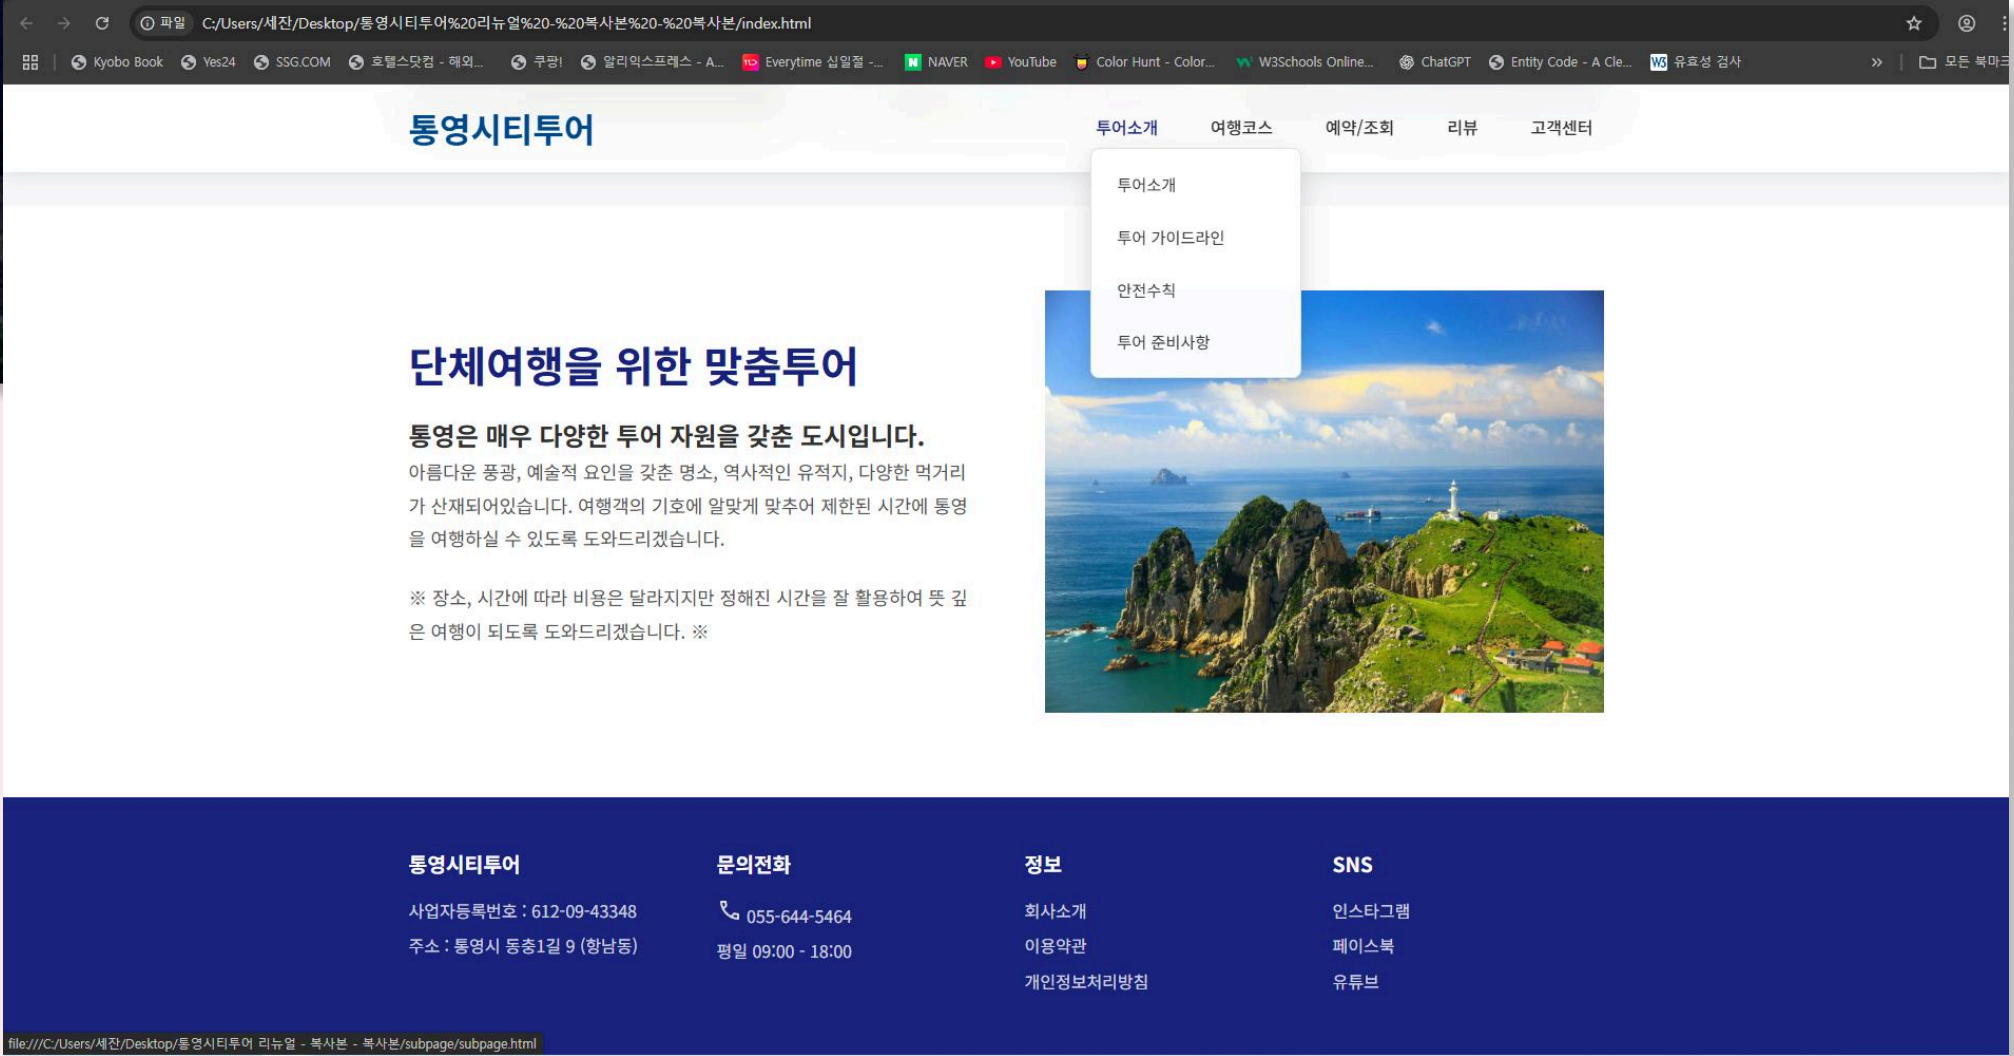 파일 C:/Users/세잔/Desktop/통영시티투어%20리뉴얼%20-%20복사본%20-%20복사본/index.html
Kyobo Book Yes24 SSG.COM 호텔스닷컴 - 해외... 쿠팡! 알리익스프레스 - A... Everytime 십일절 -... NAVER YouTube Color Hunt - Color... W3Schools Online... ChatGPT Entity Code - A Cle... 유효성 검사 » 모든 북마크
통영시티투어 투어소개 여행코스 예약/조회 리뷰 고객센터
투어소개
투어 가이드라인
안전수칙
투어 준비사항
단체여행을 위한 맞춤투어
통영은 매우 다양한 투어 자원을 갖춘 도시입니다.
아름다운 풍광, 예술적 요인을 갖춘 명소, 역사적인 유적지, 다양한 먹거리
가 산재되어있습니다. 여행객의 기호에 알맞게 맞추어 제한된 시간에 통영
을 여행하실 수 있도록 도와드리겠습니다.
※ 장소, 시간에 따라 비용은 달라지지만 정해진 시간을 잘 활용하여 뜻 깊
은 여행이 되도록 도와드리겠습니다. ※
통영시티투어
사업자등록번호 : 612-09-43348
주소 : 통영시 동충1길 9 (항남동)
문의전화
055-644-5464
평일 09:00 - 18:00
정보
회사소개
이용약관
개인정보처리방침
SNS
인스타그램
페이스북
유튜브
file:///C:/Users/세잔/Desktop/통영시티투어 리뉴얼 - 복사본 - 복사본/subpage/subpage.html